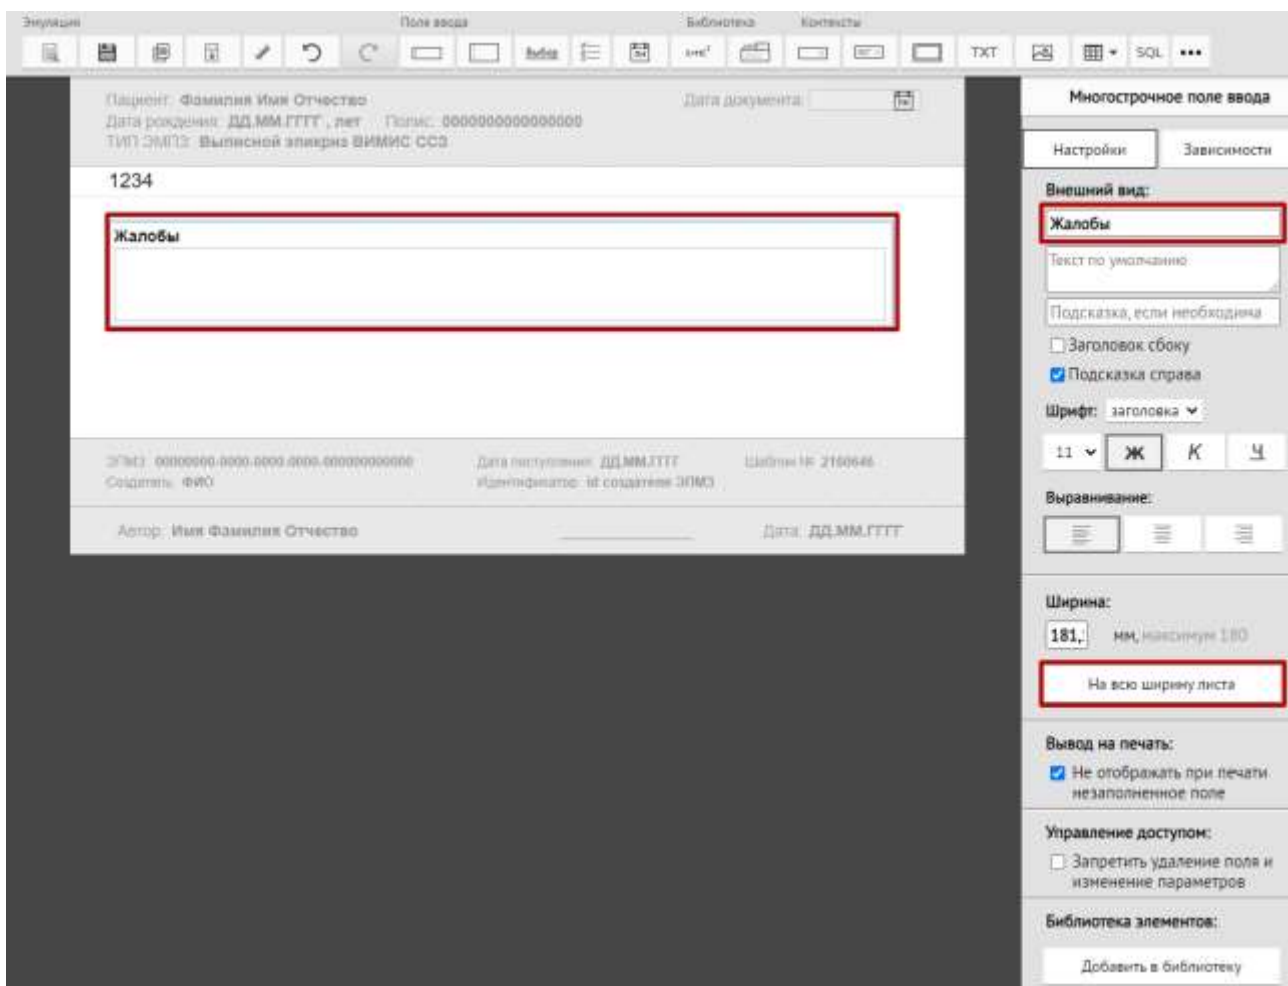 Эмуляция Поля ввода Библиотека Контексты
Выбор TXT SQL •••
Пациент: Фамилия Имя Отчество Дата документа:
Дата рождения: ДД.ММ.ГГГГ , лет Полис: 0000000000000000
ТИП ЭМПЗ: Выписной эпикриз ВИМИС ССЗ
1234
Жалобы
ЭПМЗ: 00000000-0000-0000-0000-000000000000 Дата поступления: ДД.ММ.ГГГГ Шаблон №: 2160646
Создатель: ФИО Идентификатор: id создателя ЭПМЗ
Автор: Имя Фамилия Отчество Дата: ДД.ММ.ГГГГ
Многострочное поле ввода
Настройки Зависимости
Внешний вид:
Жалобы
Текст по умолчанию
Подсказка, если необходима
Заголовок сбоку
Подсказка справа
Шрифт: заголовка
11 Ж К Ч
Выравнивание:
Ширина:
181, мм, максимум 180
На всю ширину листа
Вывод на печать:
Не отображать при печати
незаполненное поле
Управление доступом:
Запретить удаление поля и
изменение параметров
Библиотека элементов:
Добавить в библиотеку